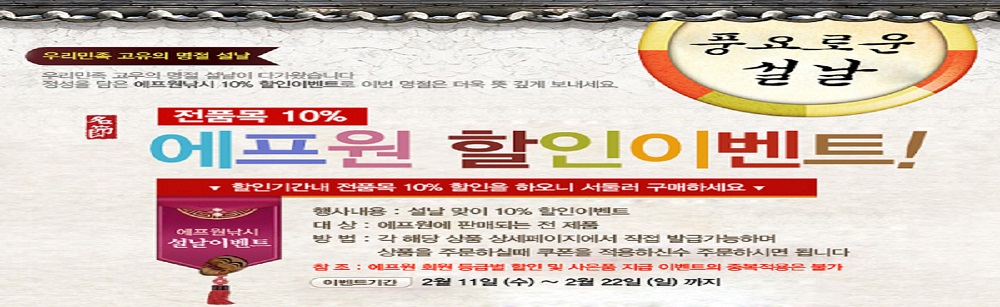 우리민족 고유의 명절 설날
풍요로운
설날
우리민족 고우의 명절 설날이 다가왔습니다
정성을 담은 에프원낚시 10% 할인이벤트로 이번 명절은 더욱 뜻 깊게 보내세요.
名節
전품목 10%
에프원 할인이벤트!
▼ 할인기간내 전품목 10% 할인을 하오니 서둘러 구매하세요 ▼
에프원낚시
설날이벤트
행사내용 : 설날 맞이 10% 할인이벤트
대 상 : 에프원에 판매되는 전 제품
방 법 : 각 해당 상품 상세페이지에서 직접 발급가능하며
상품을 주문하실때 쿠폰을 적용하신수 주문하시면 됩니다
참 조 : 에프원 회원 등급별 할인 및 사은품 지급 이벤트의 중복적용은 불가
이벤트기간 2월 11일 (수) ~ 2월 22일 (일) 까지